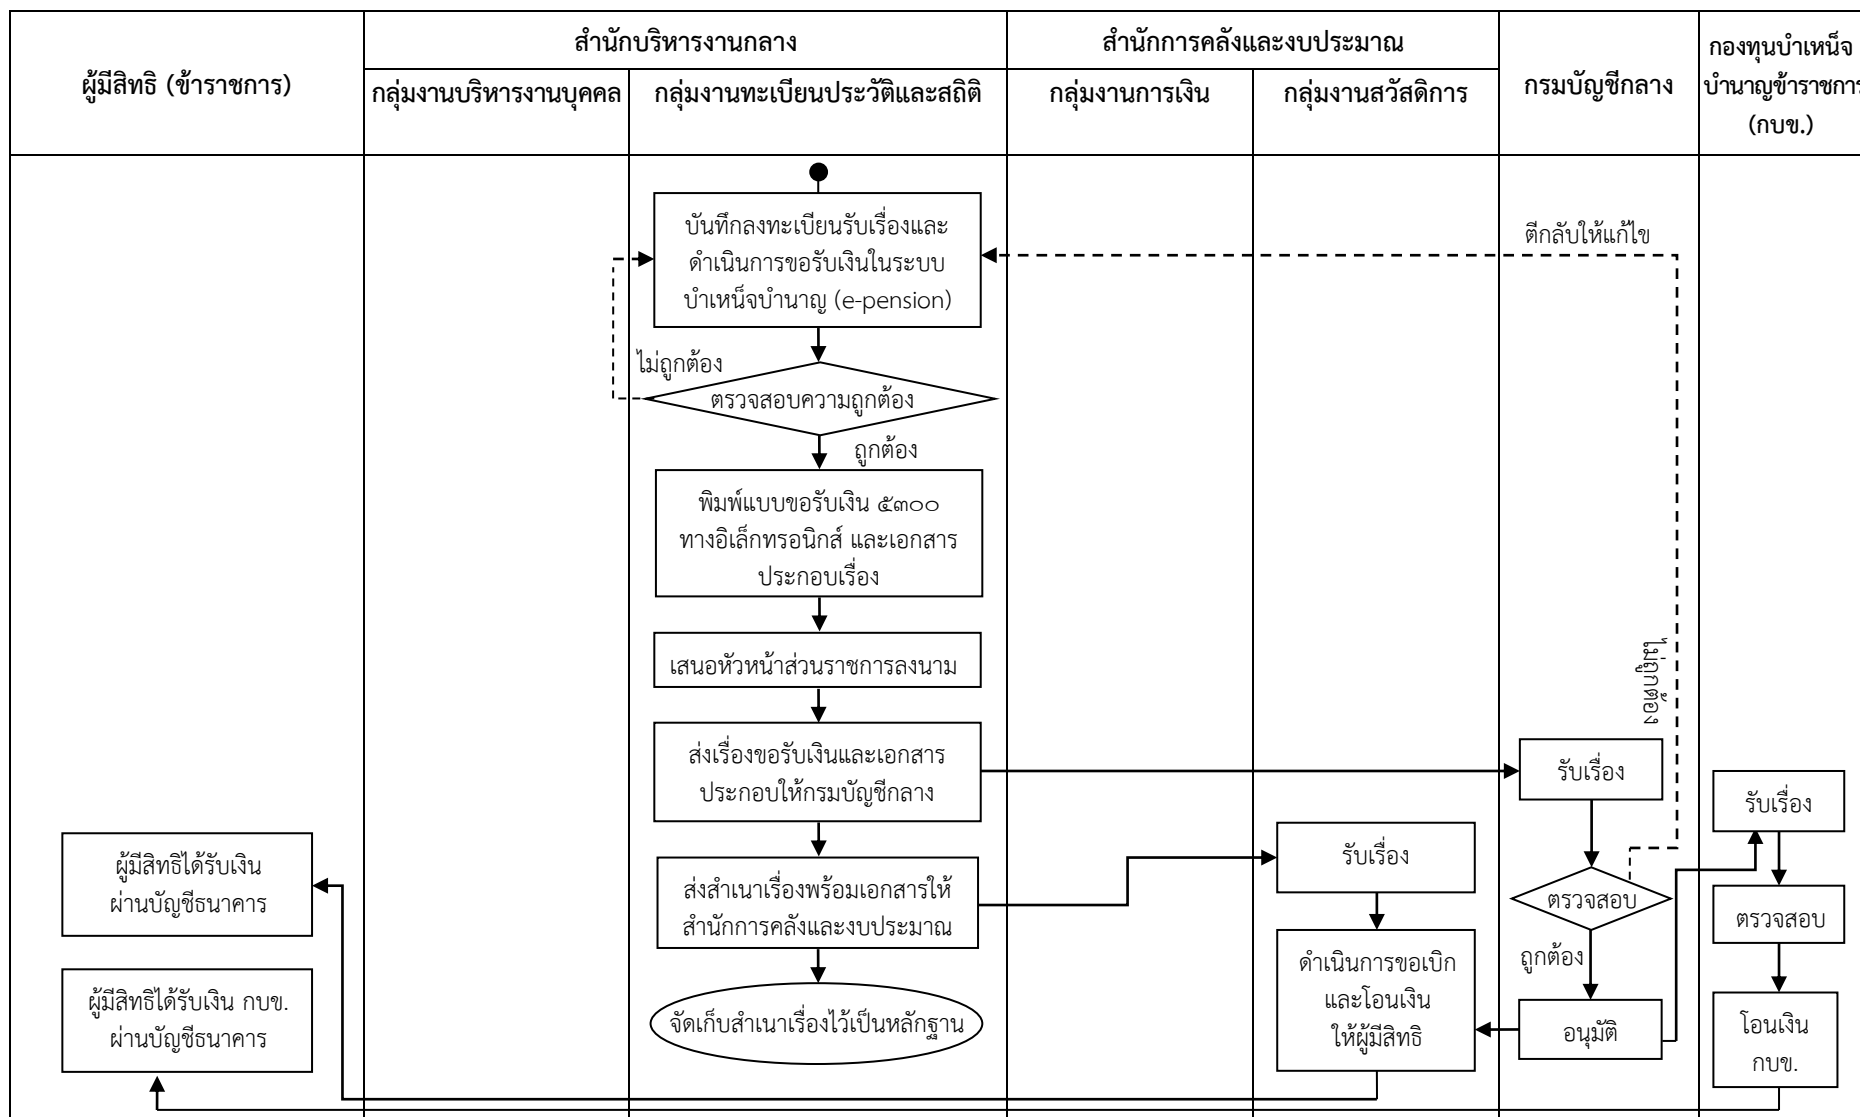 ผู้มีสิทธิ (ข้าราชการ)
สำนักบริหารงานกลาง
กลุ่มงานบริหารงานบุคคล
กลุ่มงานทะเบียนประวัติและสถิติ
สำนักการคลังและงบประมาณ
กลุ่มงานการเงิน
กลุ่มงานสวัสดิการ
กรมบัญชีกลาง
กองทุนบำเหน็จ
บำนาญข้าราชการ
(กบข.)
บันทึกลงทะเบียนรับเรื่องและ
ดำเนินการขอรับเงินในระบบ
บำเหน็จบำนาญ (e-pension)
ตีกลับให้แก้ไข
ไม่ถูกต้อง
ตรวจสอบความถูกต้อง
ถูกต้อง
พิมพ์แบบขอรับเงิน ๕๓๐๐
ทางอิเล็กทรอนิกส์ และเอกสาร
ประกอบเรื่อง
เสนอหัวหน้าส่วนราชการลงนาม
ไม่ถูกต้อง
ส่งเรื่องขอรับเงินและเอกสาร
ประกอบให้กรมบัญชีกลาง
รับเรื่อง
รับเรื่อง
ผู้มีสิทธิได้รับเงิน
ผ่านบัญชีธนาคาร
ส่งสำเนาเรื่องพร้อมเอกสารให้
สำนักการคลังและงบประมาณ
รับเรื่อง
ตรวจสอบ
ตรวจสอบ
ถูกต้อง
ผู้มีสิทธิได้รับเงิน กบข.
ผ่านบัญชีธนาคาร
จัดเก็บสำเนาเรื่องไว้เป็นหลักฐาน
ดำเนินการขอเบิก
และโอนเงิน
ให้ผู้มีสิทธิ
อนุมัติ
โอนเงิน
กบข.